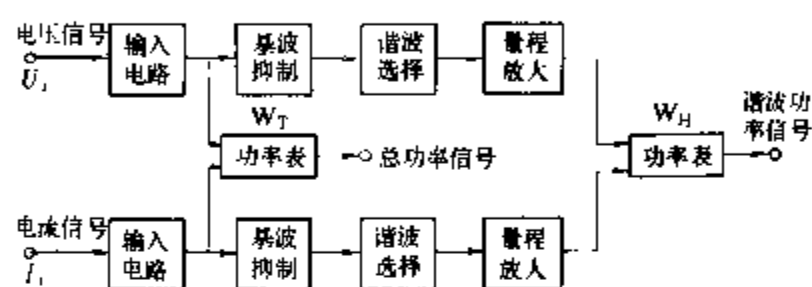 电压信号
U₁
输入
电路
基波
抑制
谐波
选择
量程
放大
W_T
功率表
总功率信号
W_H
功率表
谐波功
率信号
电流信号
I₁
输入
电路
基波
抑制
谐波
选择
量程
放大